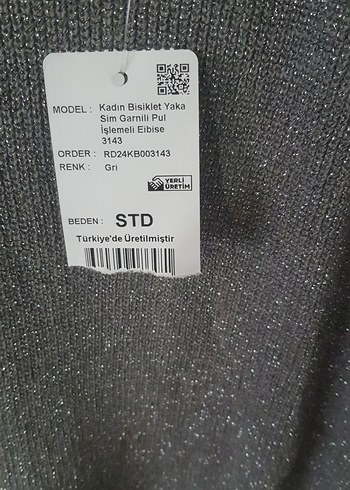 MODEL : Kadın Bisiklet Yaka
Sim Garnili Pul
İşlemeli Elbise
3143
ORDER : RD24KB003143
RENK : Gri
YERLİ
ÜRETİM
BEDEN : STD
Türkiye'de Üretilmiştir